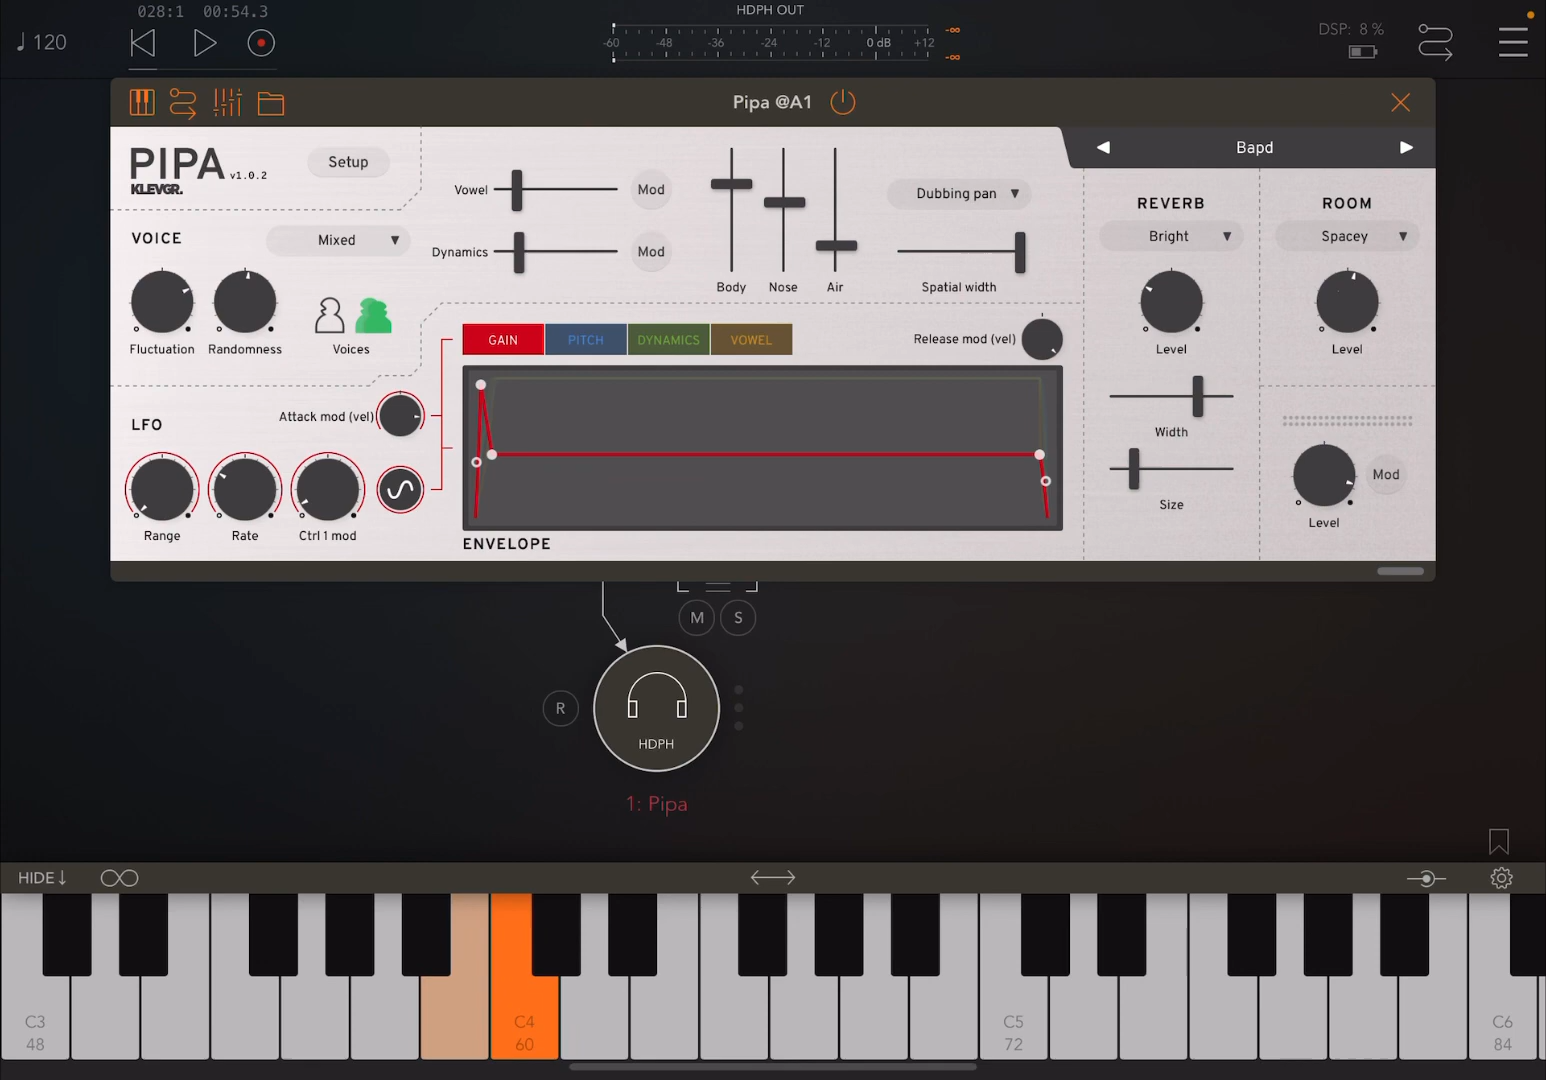 028:1 00:54.3
HDPH OUT
♩ 120
-60 -48 -36 -24 -12 0 dB +12
-∞
-∞
DSP: 8 %
Pipa @A1
PIPA v1.0.2
KLEVGR.
Setup
Bapd
Vowel
Mod
Dynamics
Mod
Body
Nose
Air
Dubbing pan
Spatial width
VOICE
Mixed
Fluctuation
Randomness
Voices
REVERB
Bright
Level
Width
Size
ROOM
Spacey
Level
Level
Mod
GAIN
PITCH
DYNAMICS
VOWEL
Release mod (vel)
LFO
Attack mod (vel)
Range
Rate
Ctrl 1 mod
ENVELOPE
M S
R
HDPH
1: Pipa
HIDE↓
C3
48
C4
60
C5
72
C6
84